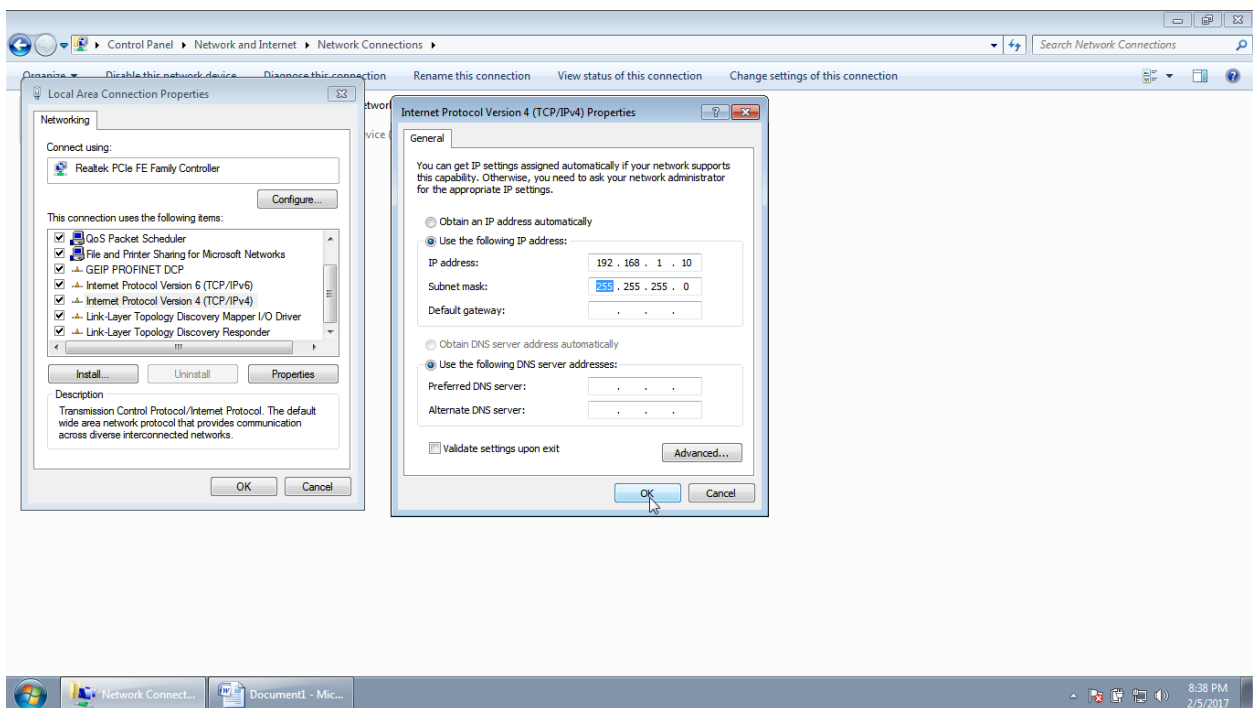 Control Panel ▸ Network and Internet ▸ Network Connections ▸
Search Network Connections
Organize Disable this network device Diagnose this connection Rename this connection View status of this connection Change settings of this connection
Local Area Connection Properties
Networking
Connect using:
Realtek PCIe FE Family Controller
Configure...
This connection uses the following items:
QoS Packet Scheduler
File and Printer Sharing for Microsoft Networks
GEIP PROFINET DCP
Internet Protocol Version 6 (TCP/IPv6)
Internet Protocol Version 4 (TCP/IPv4)
Link-Layer Topology Discovery Mapper I/O Driver
Link-Layer Topology Discovery Responder
Install... Uninstall Properties
Description
Transmission Control Protocol/Internet Protocol. The default
wide area network protocol that provides communication
across diverse interconnected networks.
OK Cancel
Internet Protocol Version 4 (TCP/IPv4) Properties
General
You can get IP settings assigned automatically if your network supports
this capability. Otherwise, you need to ask your network administrator
for the appropriate IP settings.
Obtain an IP address automatically
Use the following IP address:
IP address: 192 . 168 . 1 . 10
Subnet mask: 255 . 255 . 255 . 0
Default gateway: . . .
Obtain DNS server address automatically
Use the following DNS server addresses:
Preferred DNS server: . . .
Alternate DNS server: . . .
Validate settings upon exit
Advanced...
OK Cancel
Network Connect... Document1 - Mic...
8:38 PM
2/5/2017